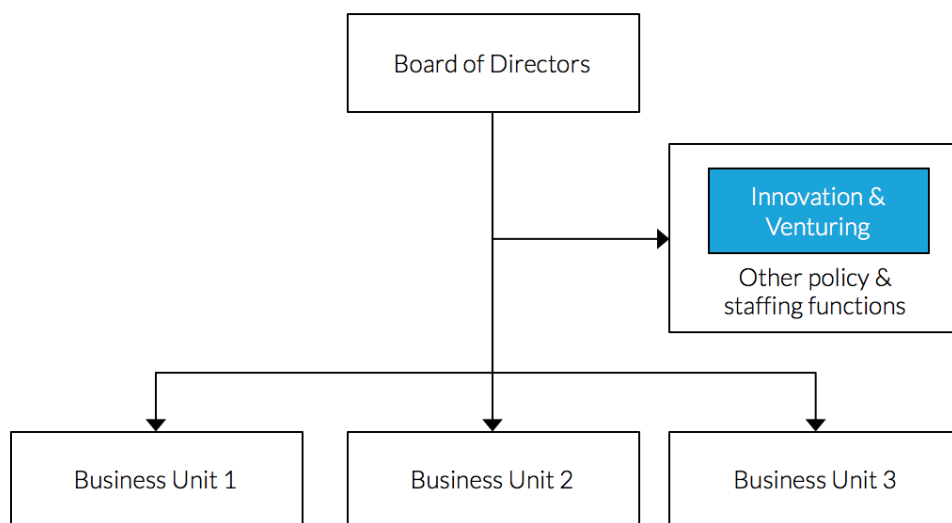 Board of Directors
Innovation &
Venturing
Other policy &
staffing functions
Business Unit 1
Business Unit 2
Business Unit 3